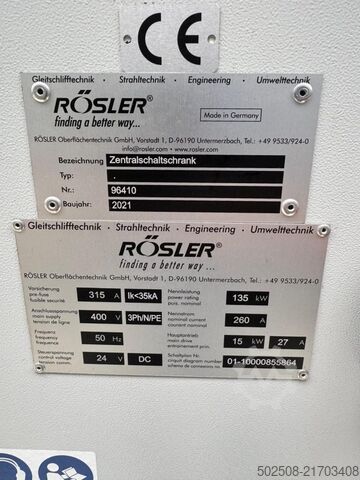 CE
Gleitschlifftechnik - Strahltechnik - Engineering - Umwelttechnik
RÖSLER®
finding a better way...
Made in Germany
RÖSLER Oberflächentechnik GmbH, Vorstadt 1, D-96190 Untermerzbach, Tel.: +49 9533/924-0
info@rosler.com - www.rosler.com
Bezeichnung Zentralschaltschrank
Typ: .
Nr.: 96410
Baujahr: 2021
Gleitschlifftechnik - Strahltechnik - Engineering - Umwelttechnik
RÖSLER®
finding a better way ...
RÖSLER Oberflächentechnik GmbH, Vorstadt 1, D-96190 Untermerzbach, Tel.: +49 9533/924-0
Vorsicherung
pre-fuse
fusible securité
315 A
Ik<35kA
Nennleistung
power rating
puis. nominal
135 kW
Anschlussspannung
main supply
tension de ligne
400 V
3Ph/N/PE
Nennstrom
nominal current
courant nominal
260 A
Frequenz
frequency
fréquence
50 Hz
Hauptantrieb
main drive
entrainement prin.
15 kW
27 A
Steuerspannung
control voltage
tension comm.
24 V
DC
Schaltplan Nr.
circuit diagram number
schéma de connexions no.
01-10000855864
502508-21703408